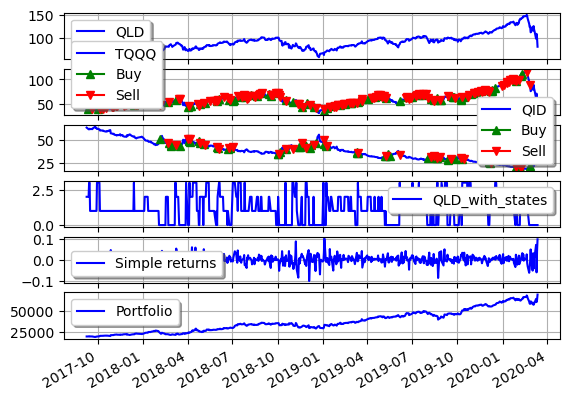 150
100
QLD
TQQQ
Buy
Sell
100
50
QID
Buy
Sell
50
25
2.5
0.0
QLD_with_states
0.1
0.0
−0.1
Simple returns
50000
25000
Portfolio
2017-10 2018-01 2018-04 2018-07 2018-10 2019-01 2019-04 2019-07 2019-10 2020-01 2020-04